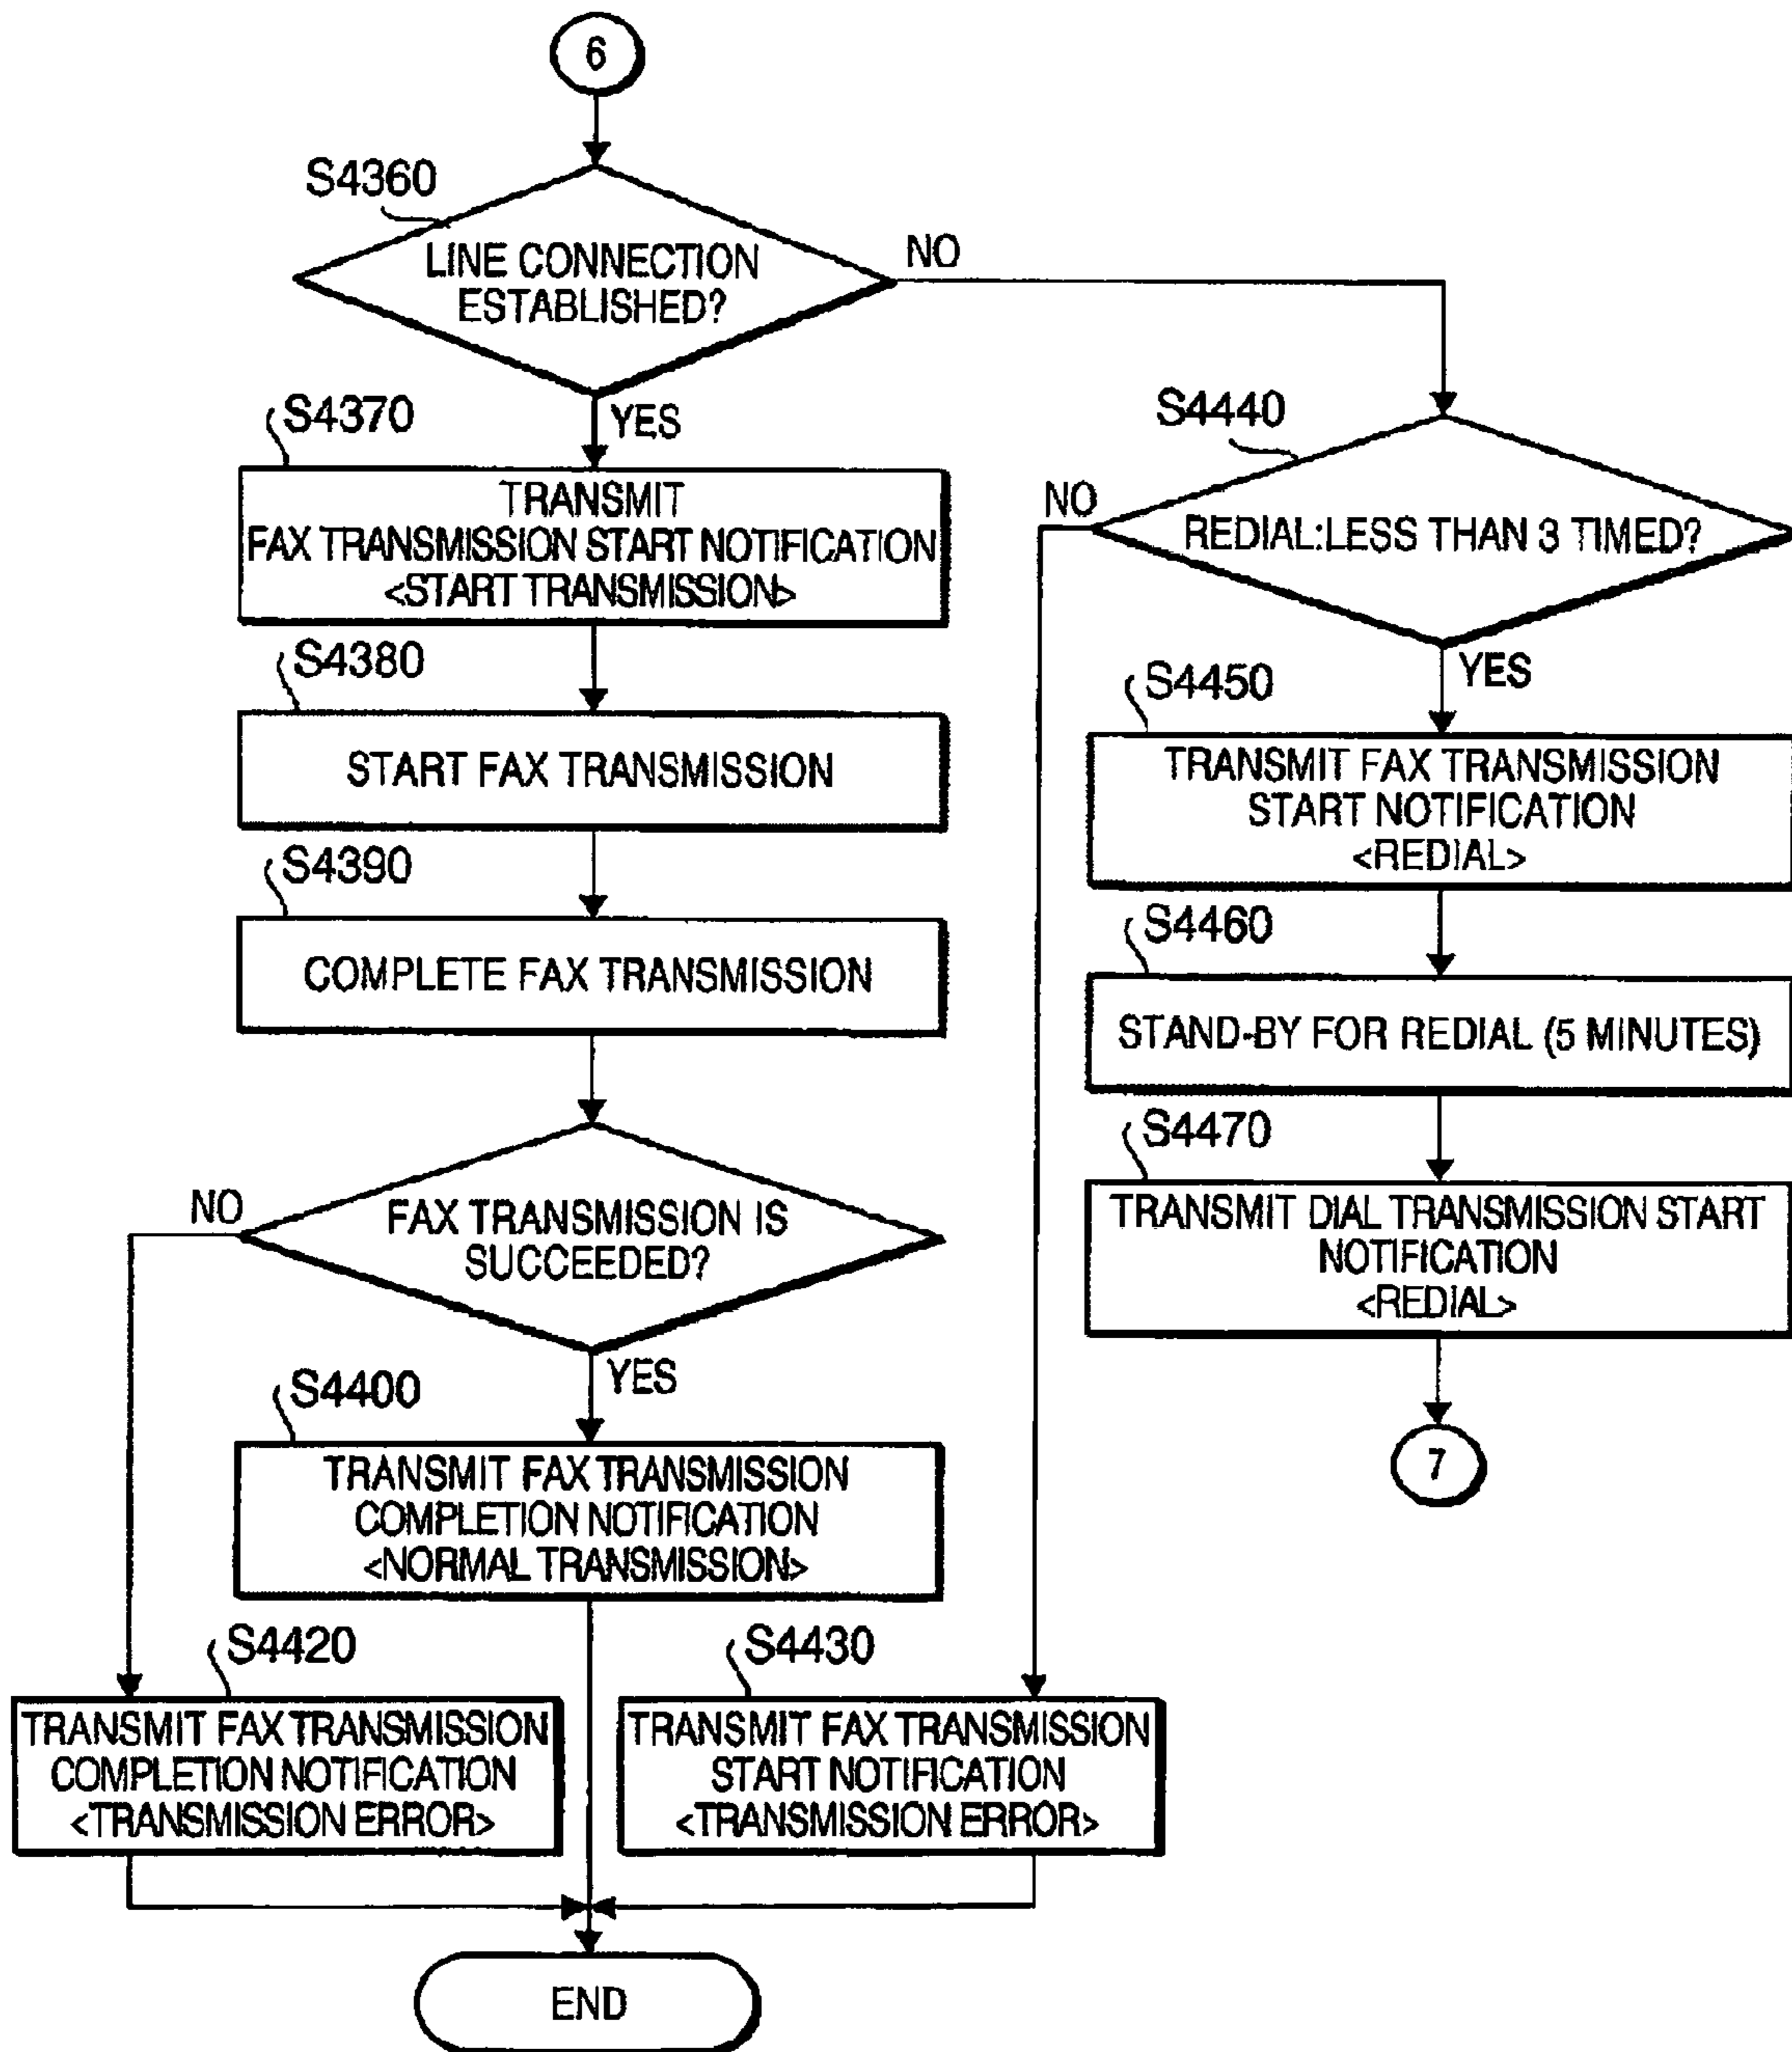 6
S4360
LINE CONNECTION
ESTABLISHED?
NO
YES
S4370
TRANSMIT
FAX TRANSMISSION START NOTIFICATION
<START TRANSMISSION>
S4380
START FAX TRANSMISSION
S4390
COMPLETE FAX TRANSMISSION
NO
FAX TRANSMISSION IS
SUCCEEDED?
YES
S4400
TRANSMIT FAX TRANSMISSION
COMPLETION NOTIFICATION
<NORMAL TRANSMISSION>
S4420
TRANSMIT FAX TRANSMISSION
COMPLETION NOTIFICATION
<TRANSMISSION ERROR>
S4430
TRANSMIT FAX TRANSMISSION
START NOTIFICATION
<TRANSMISSION ERROR>
END
S4440
NO
REDIAL:LESS THAN 3 TIMED?
YES
S4450
TRANSMIT FAX TRANSMISSION
START NOTIFICATION
<REDIAL>
S4460
STAND-BY FOR REDIAL (5 MINUTES)
S4470
TRANSMIT DIAL TRANSMISSION START
NOTIFICATION
<REDIAL>
7